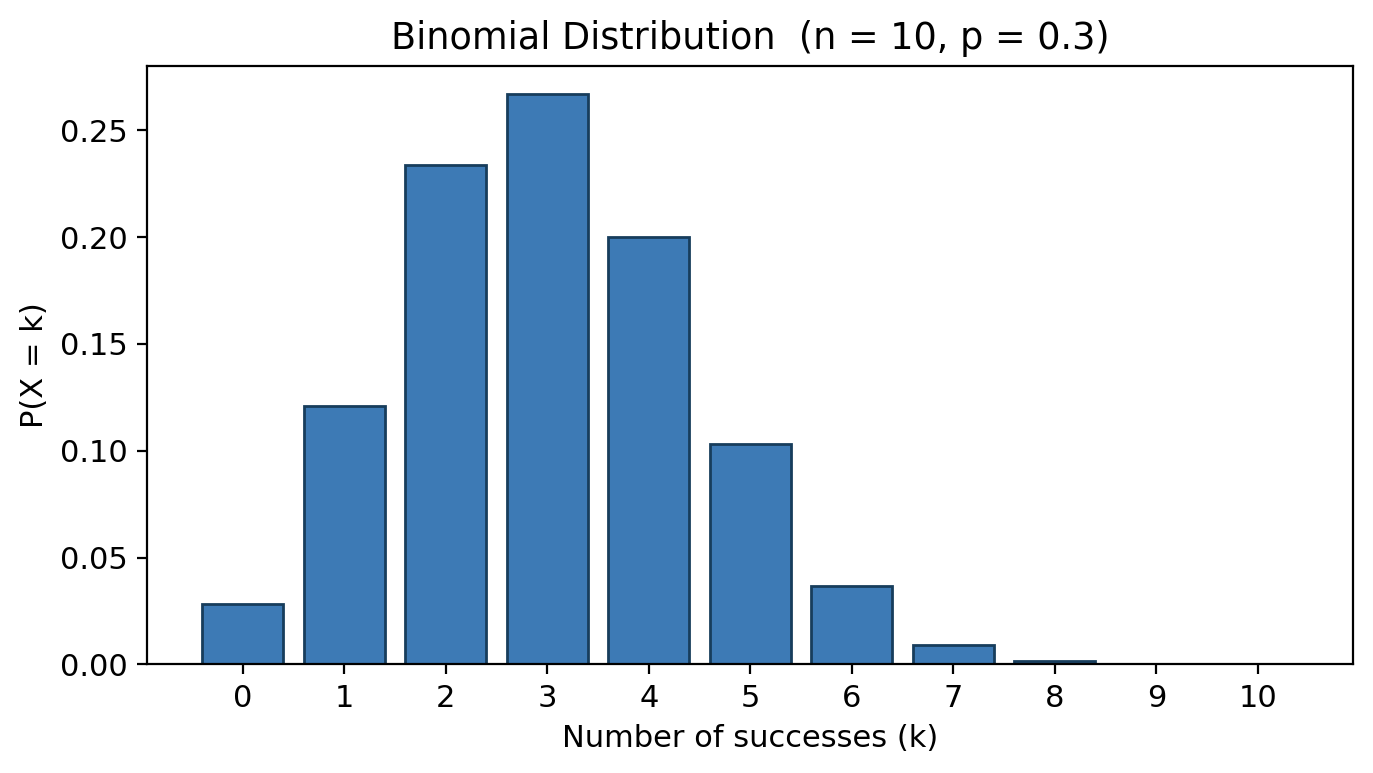 Binomial Distribution  (n = 10, p = 0.3)
P(X = k)
0.25
0.20
0.15
0.10
0.05
0.00
0 1 2 3 4 5 6 7 8 9 10
Number of successes (k)